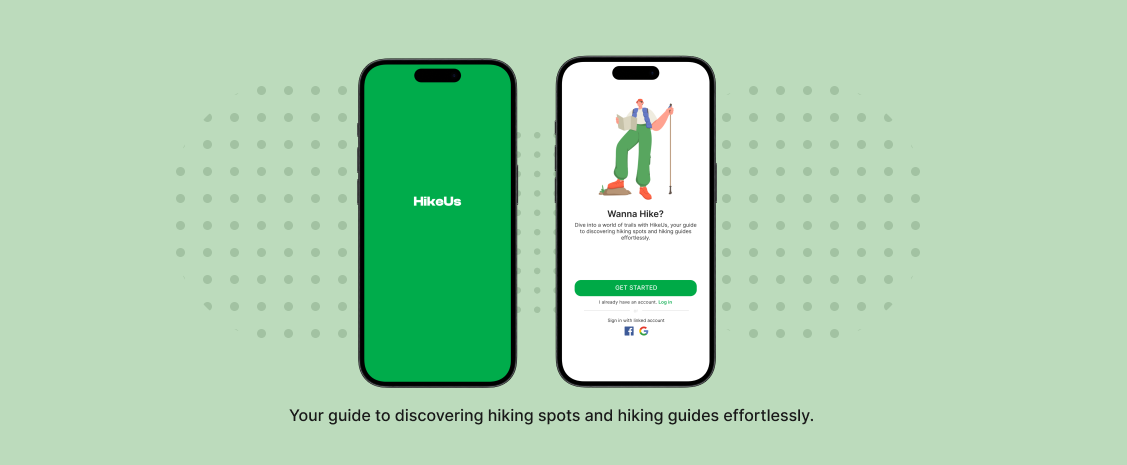 HikeUs
Wanna Hike?
Dive into a world of trails with HikeUs, your guide
to discovering hiking spots and hiking guides
effortlessly.
GET STARTED
I already have an account. Log in
Sign in with linked account
Your guide to discovering hiking spots and hiking guides effortlessly.